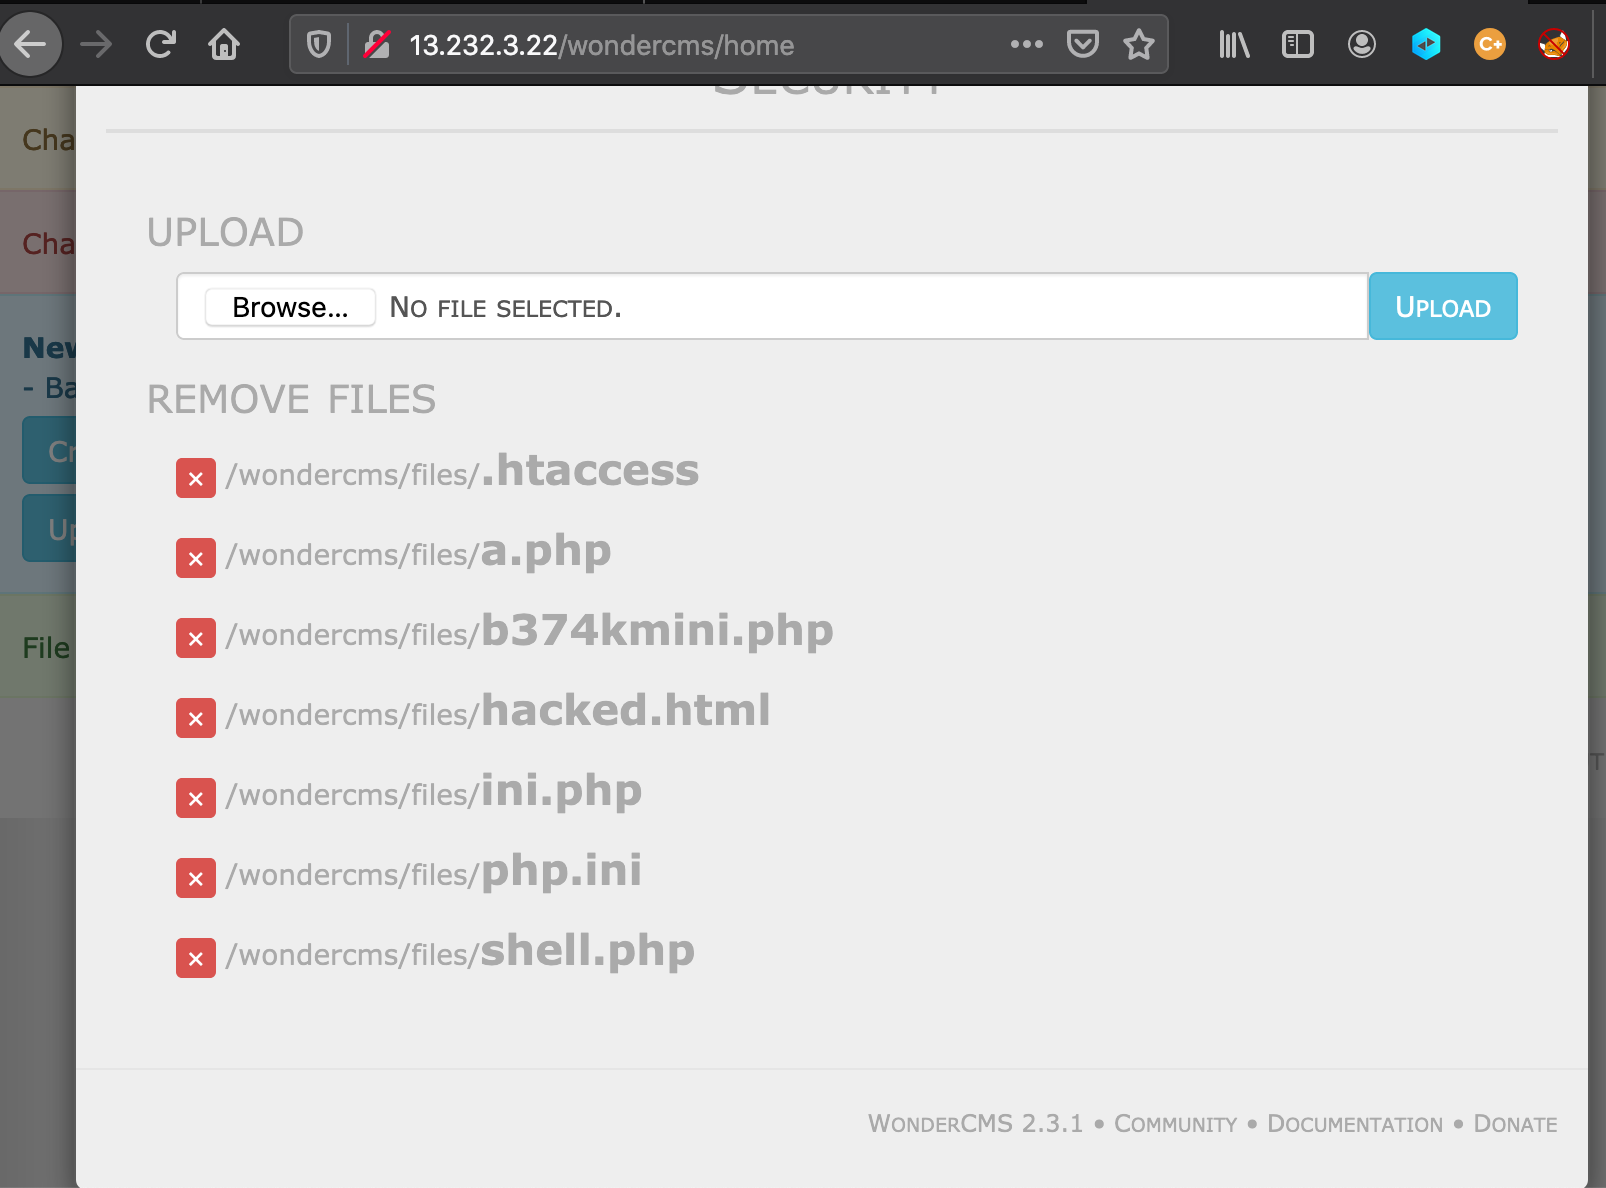 13.232.3.22/wondercms/home
C+
SECURITY
Cha
Cha
New
- Ba
Cr
Up
File
UPLOAD
Browse... NO FILE SELECTED. UPLOAD
REMOVE FILES
× /wondercms/files/.htaccess
× /wondercms/files/a.php
× /wondercms/files/b374kmini.php
× /wondercms/files/hacked.html
× /wondercms/files/ini.php
× /wondercms/files/php.ini
× /wondercms/files/shell.php
T
WONDERCMS 2.3.1 • COMMUNITY • DOCUMENTATION • DONATE